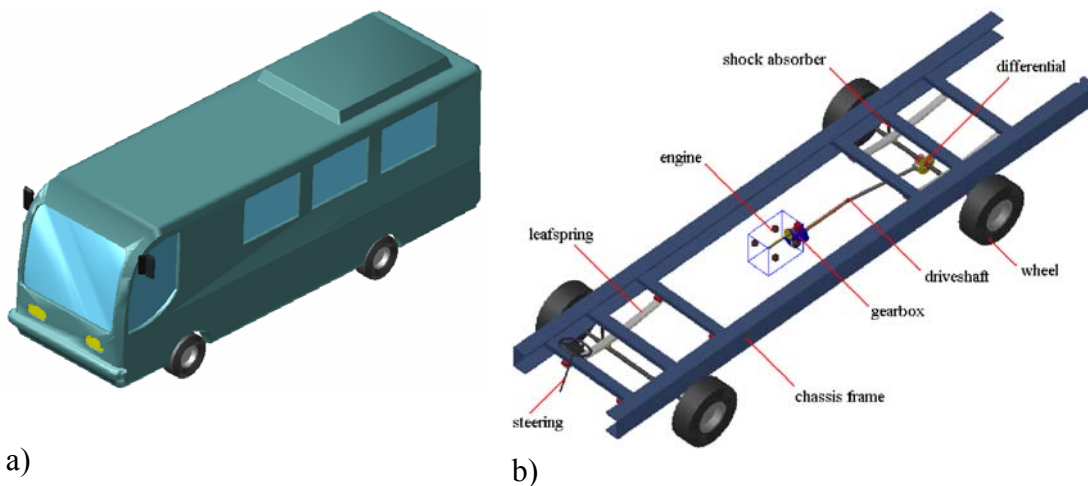 shock absorber
differential
engine
leafspring
wheel
driveshaft
gearbox
chassis frame
steering
a)
b)